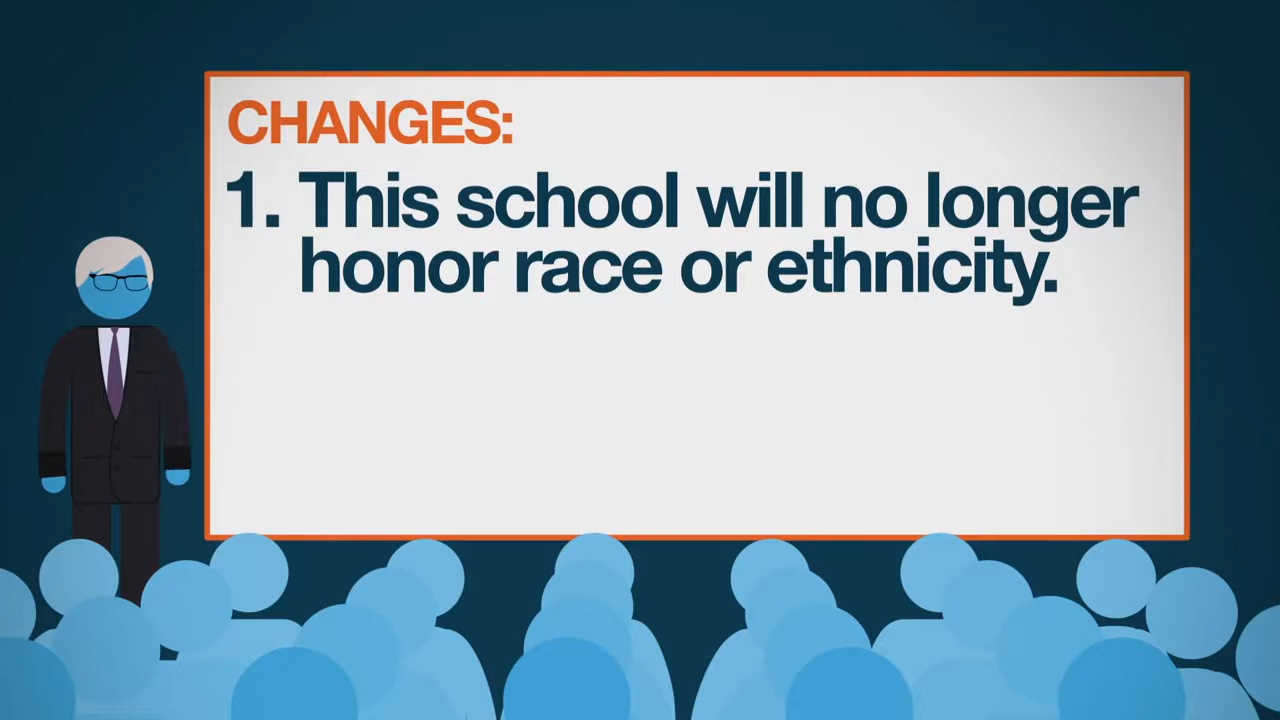 CHANGES:
1. This school will no longer
honor race or ethnicity.